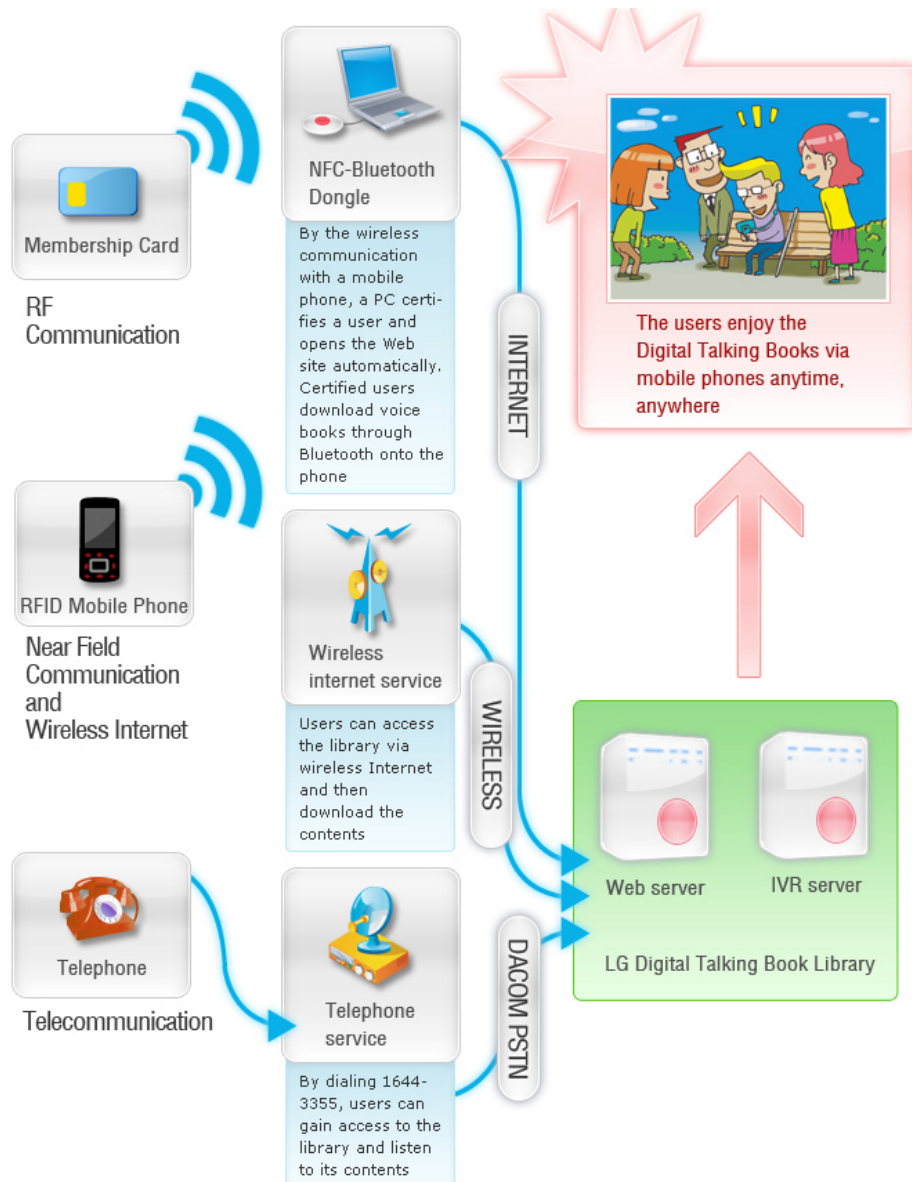 Membership Card
RF
Communication
NFC-Bluetooth
Dongle
By the wireless
communication
with a mobile
phone, a PC certi-
fies a user and
opens the Web
site automatically.
Certified users
download voice
books through
Bluetooth onto the
phone
INTERNET
The users enjoy the
Digital Talking Books via
mobile phones anytime,
anywhere
RFID Mobile Phone
Near Field
Communication
and
Wireless Internet
Wireless
internet service
Users can access
the library via
wireless Internet
and then
download the
contents
WIRELESS
Telephone
Telecommunication
Telephone
service
By dialing 1644-
3355, users can
gain access to the
library and listen
to its contents
DACOM PSTN
Web server
IVR server
LG Digital Talking Book Library